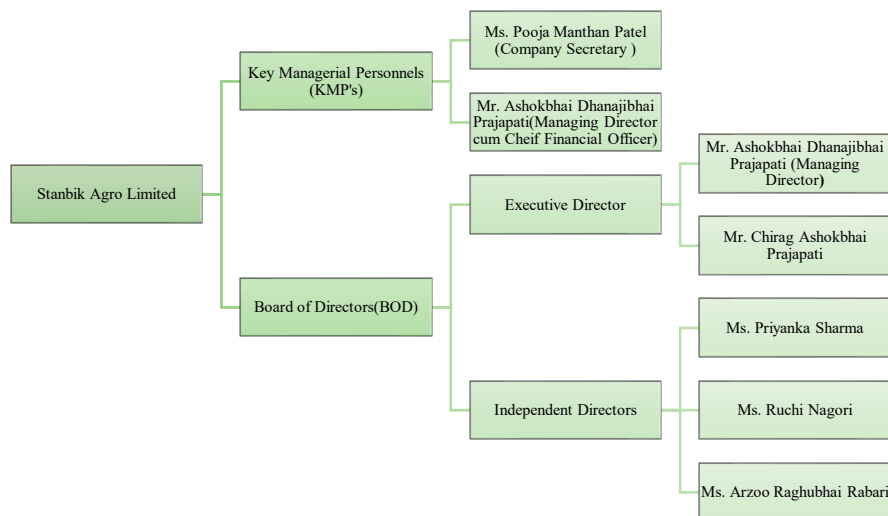 Stanbik Agro Limited
Key Managerial Personnels
(KMP's)
Ms. Pooja Manthan Patel
(Company Secretary )
Mr. Ashokbhai Dhanajibhai
Prajapati(Managing Director
cum Cheif Financial Officer)
Board of Directors(BOD)
Executive Director
Mr. Ashokbhai Dhanajibhai
Prajapati (Managing
Director)
Mr. Chirag Ashokbhai
Prajapati
Independent Directors
Ms. Priyanka Sharma
Ms. Ruchi Nagori
Ms. Arzoo Raghubhai Rabari